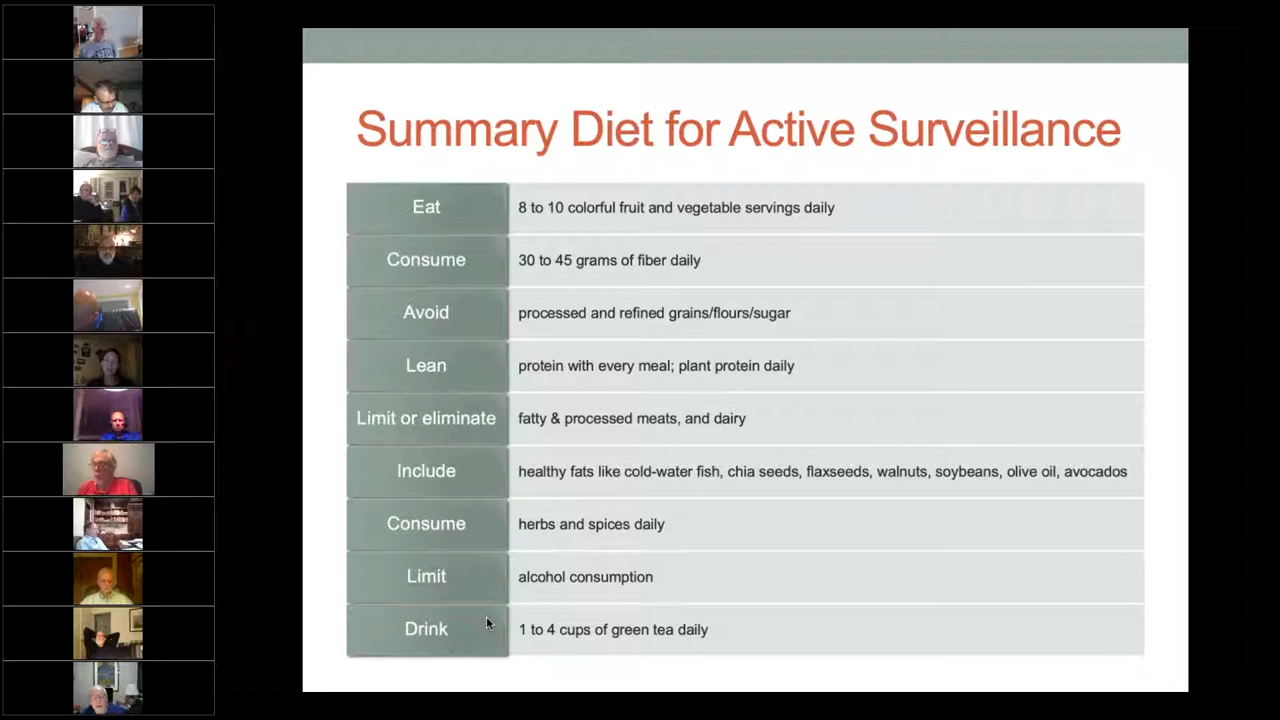 Summary Diet for Active Surveillance
Eat 8 to 10 colorful fruit and vegetable servings daily
Consume 30 to 45 grams of fiber daily
Avoid processed and refined grains/flours/sugar
Lean protein with every meal; plant protein daily
Limit or eliminate fatty & processed meats, and dairy
Include healthy fats like cold-water fish, chia seeds, flaxseeds, walnuts, soybeans, olive oil, avocados
Consume herbs and spices daily
Limit alcohol consumption
Drink 1 to 4 cups of green tea daily